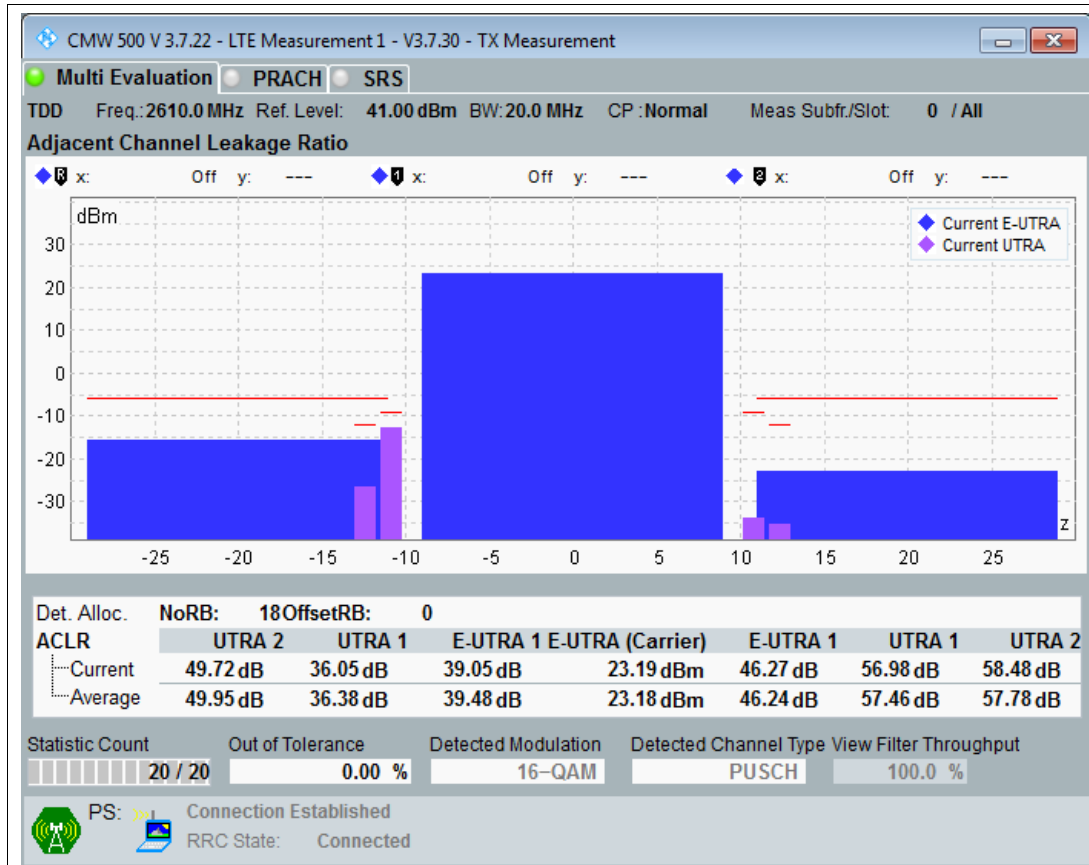 CMW 500 V 3.7.22 - LTE Measurement 1 - V3.7.30 - TX Measurement
Multi Evaluation PRACH SRS
TDD Freq.: 2610.0 MHz Ref. Level: 41.00 dBm BW: 20.0 MHz CP : Normal Meas Subfr./Slot: 0 / All
Adjacent Channel Leakage Ratio
R x: Off y: --- 1 x: Off y: --- 2 x: Off y: ---
dBm
Current E-UTRA
Current UTRA
30
20
10
0
-10
-20
-30
z
-25 -20 -15 -10 -5 0 5 10 15 20 25
Det. Alloc. NoRB: 18 OffsetRB: 0
ACLR UTRA 2 UTRA 1 E-UTRA 1 E-UTRA (Carrier) E-UTRA 1 UTRA 1 UTRA 2
Current 49.72 dB 36.05 dB 39.05 dB 23.19 dBm 46.27 dB 56.98 dB 58.48 dB
Average 49.95 dB 36.38 dB 39.48 dB 23.18 dBm 46.24 dB 57.46 dB 57.78 dB
Statistic Count Out of Tolerance Detected Modulation Detected Channel Type View Filter Throughput
20 / 20 0.00 % 16-QAM PUSCH 100.0 %
PS: Connection Established
RRC State: Connected